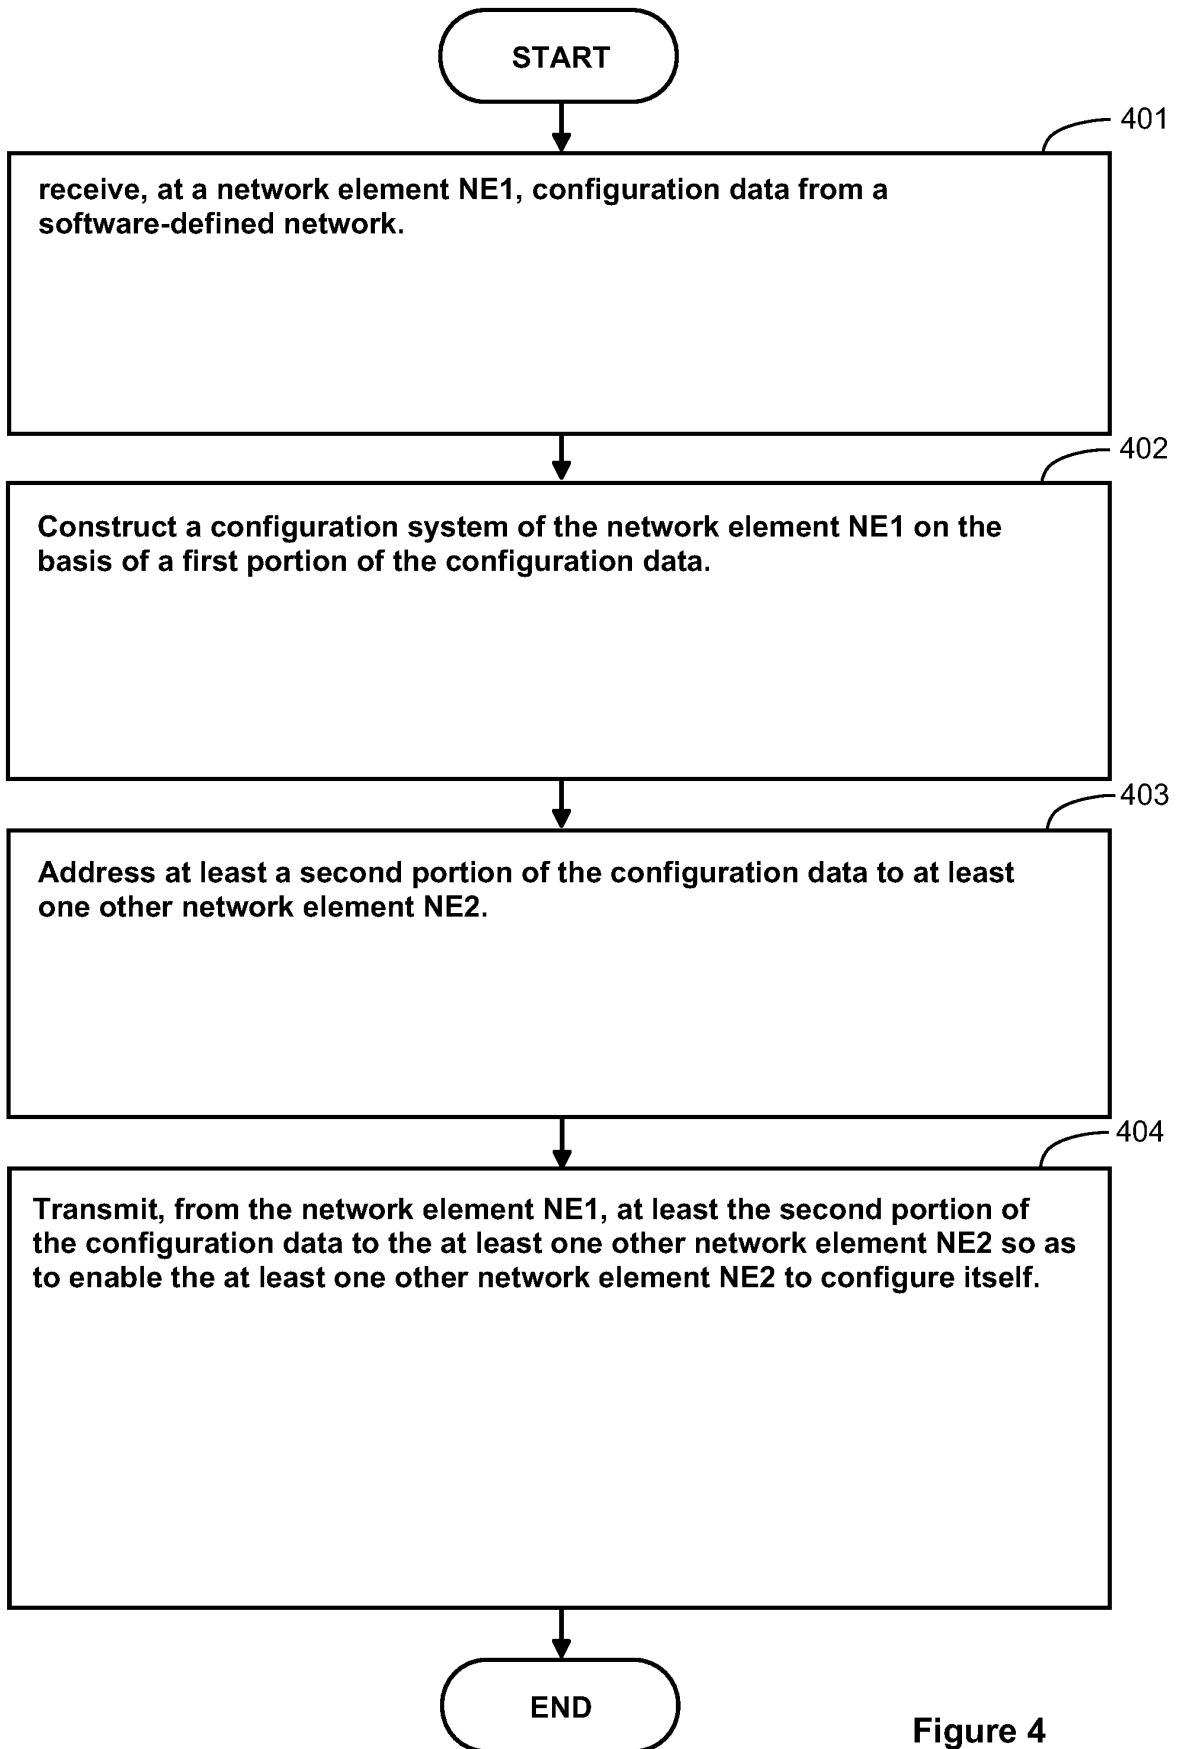 START
401
receive, at a network element NE1, configuration data from a
software-defined network.
402
Construct a configuration system of the network element NE1 on the
basis of a first portion of the configuration data.
403
Address at least a second portion of the configuration data to at least
one other network element NE2.
404
Transmit, from the network element NE1, at least the second portion of
the configuration data to the at least one other network element NE2 so as
to enable the at least one other network element NE2 to configure itself.
END
Figure 4